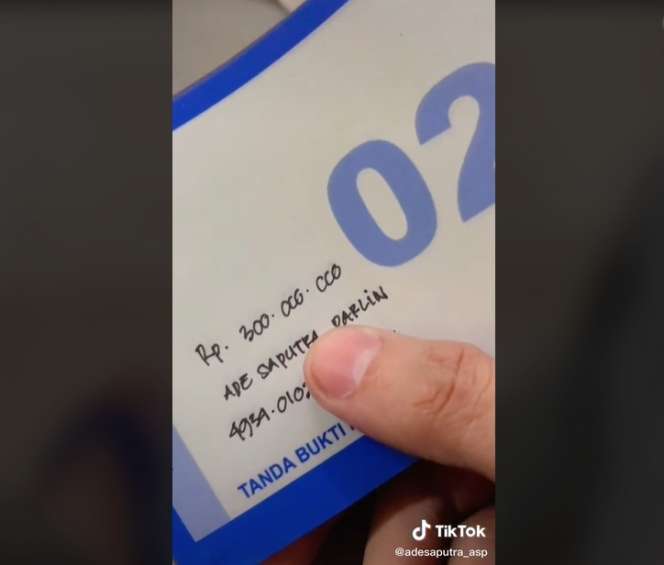 02
Rp. 300.000.000
ADE SAPUTRA DARLIN
TANDA BUKTI
TikTok
@adesaputra_asp